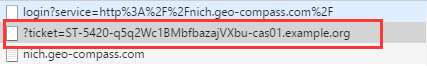 login?service=http%3A%2F%2Fnich.geo-compass.com%2F
?ticket=ST-5420-q5q2Wc1BMbfbazajVXbu-cas01.example.org
nich.geo-compass.com